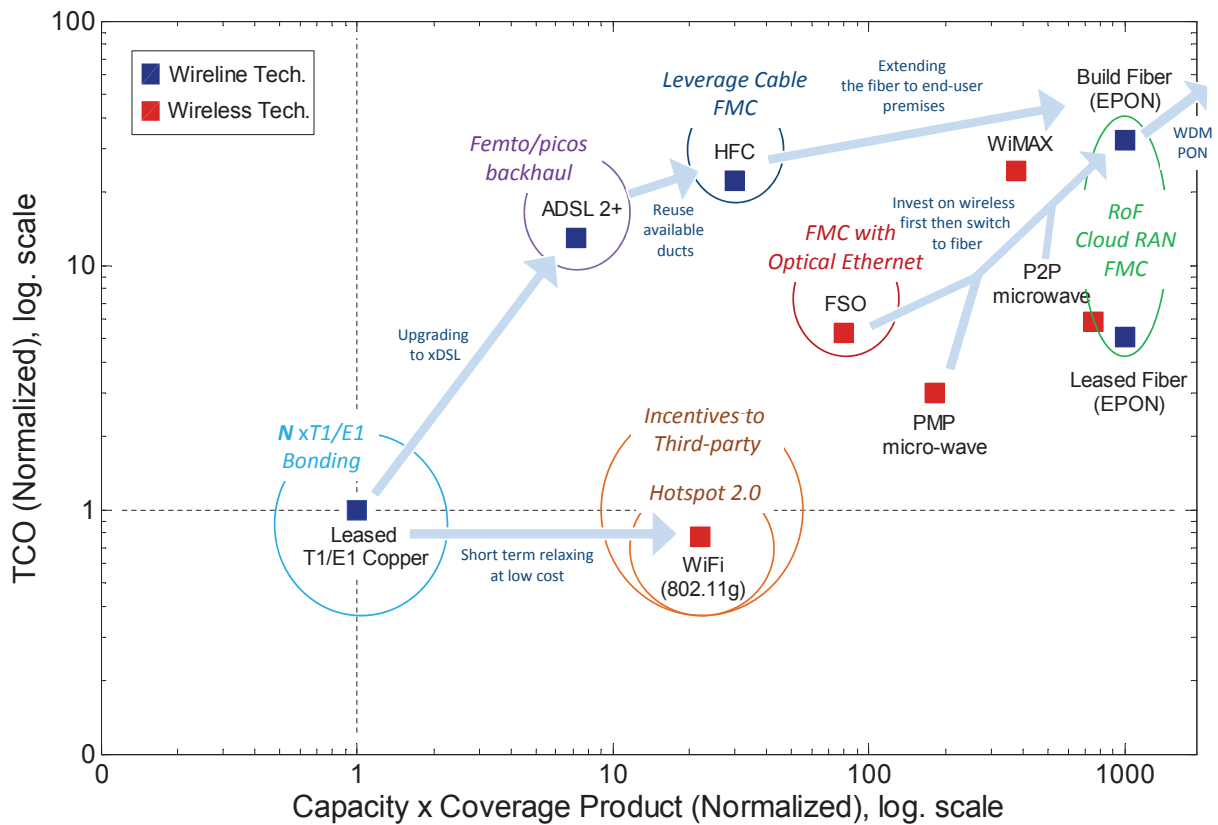 100
10
1
0
TCO (Normalized), log. scale
Wireline Tech.
Wireless Tech.
Leverage Cable
FMC
HFC
Extending
the fiber to end-user
premises
Build Fiber
(EPON)
WDM
PON
Femto/picos
backhaul
ADSL 2+
Reuse
available
ducts
WiMAX
Invest on wireless
first then switch
to fiber
RoF
Cloud RAN
FMC
FMC with
Optical Ethernet
FSO
P2P
microwave
Upgrading
to xDSL
Leased Fiber
(EPON)
PMP
micro-wave
N xT1/E1
Bonding
Leased
T1/E1 Copper
Short term relaxing
at low cost
Incentives to
Third-party
Hotspot 2.0
WiFi
(802.11g)
0
1
10
100
1000
Capacity x Coverage Product (Normalized), log. scale